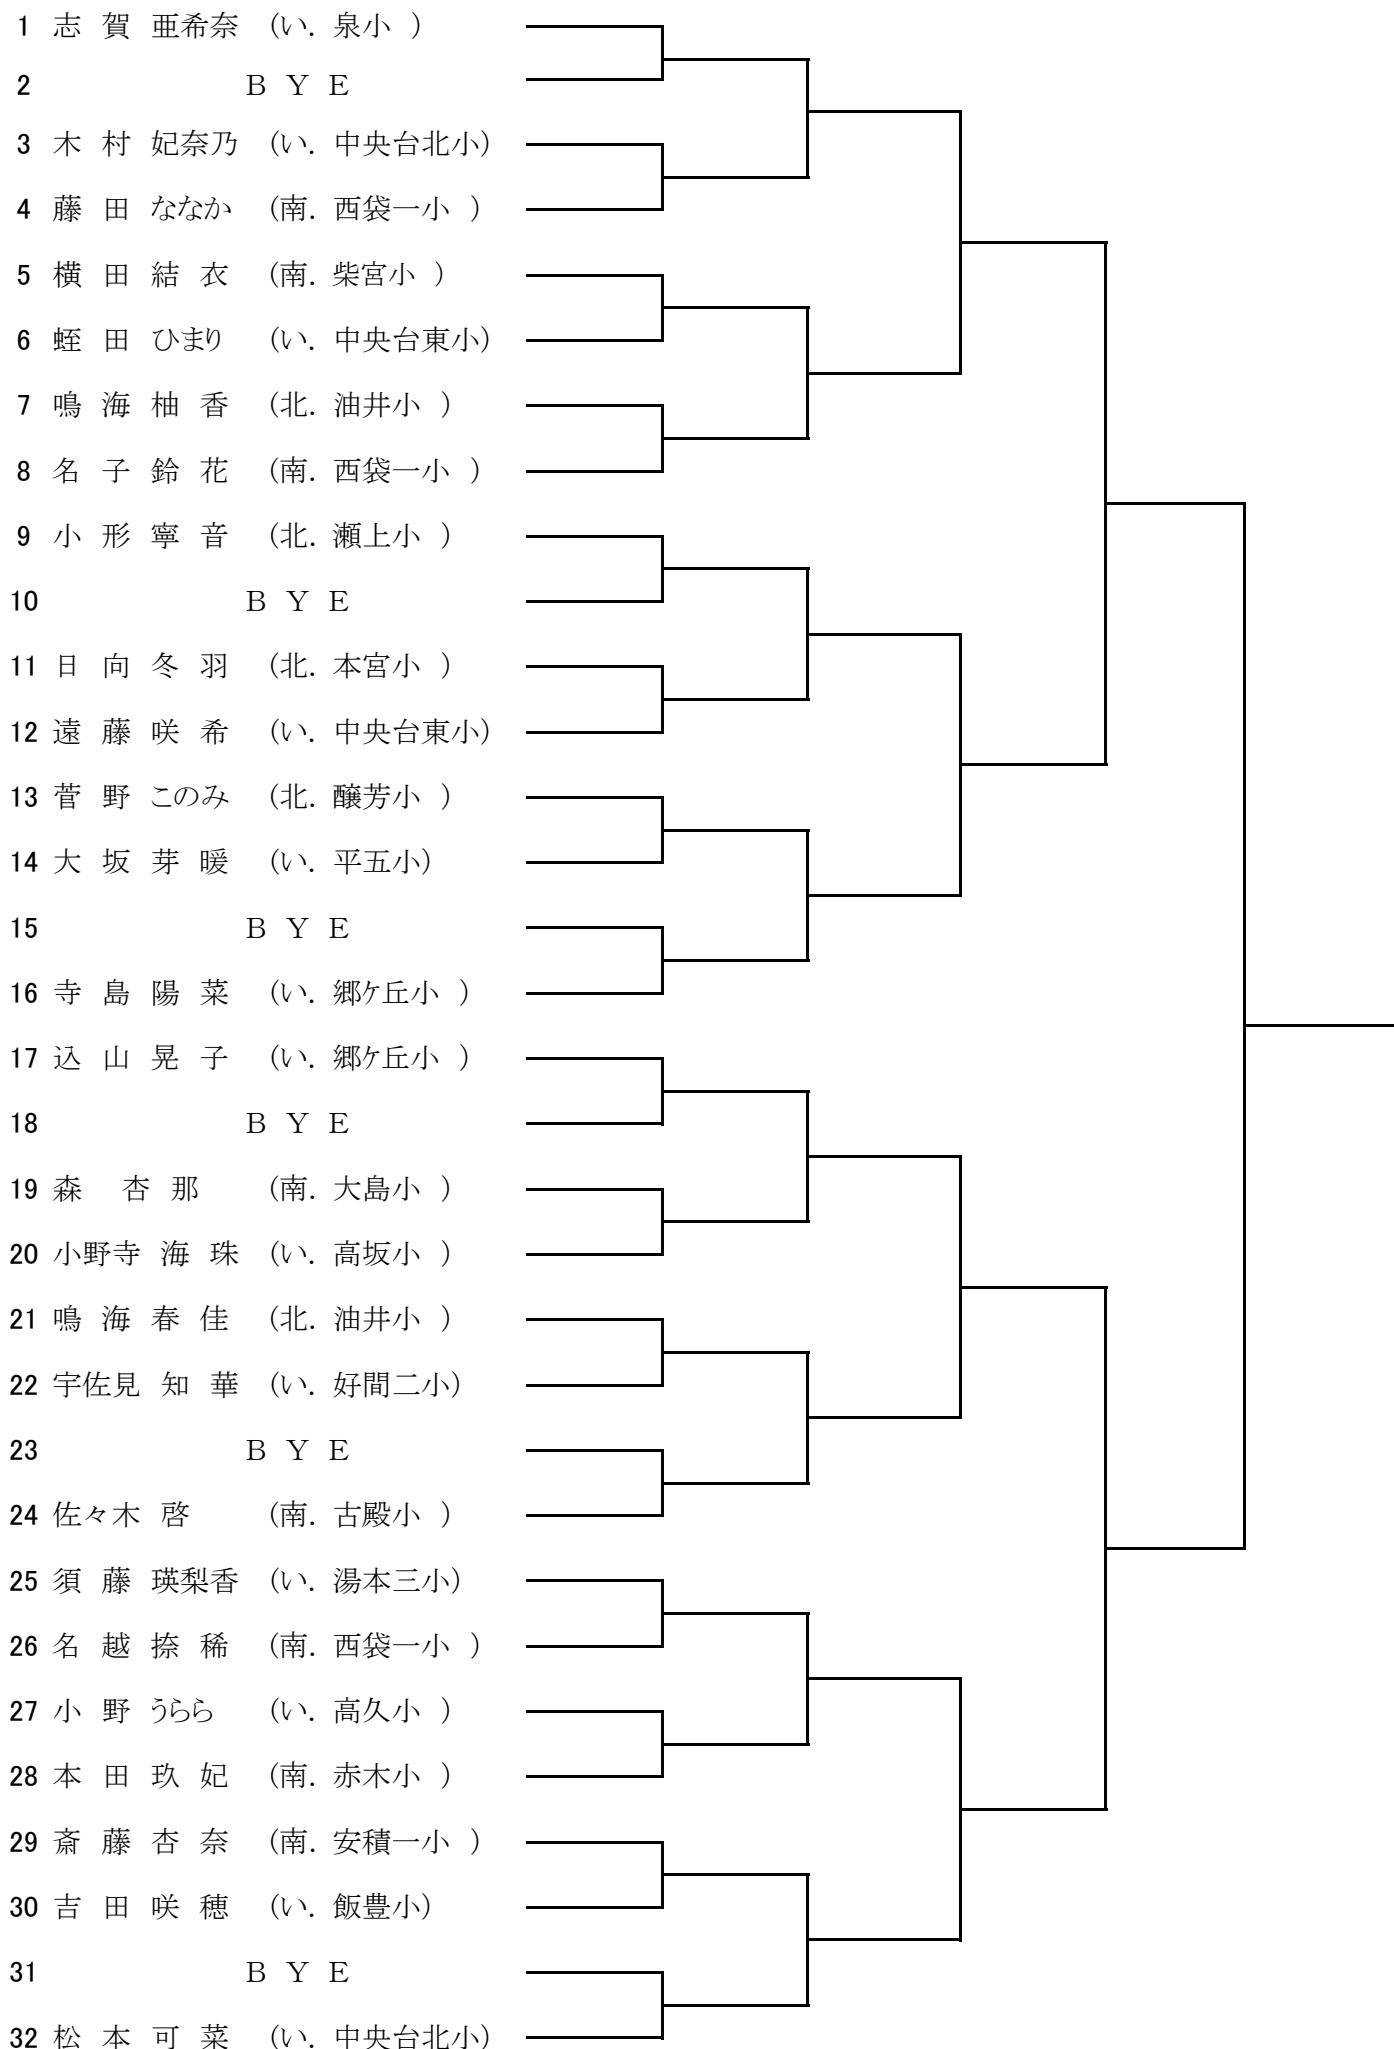 1 志 賀 亜希奈 (い. 泉小 )
2 B Y E
3 木 村 妃奈乃 (い. 中央台北小)
4 藤 田 ななか (南. 西袋一小 )
5 横 田 結 衣 (南. 柴宮小 )
6 蛭 田 ひまり (い. 中央台東小)
7 鳴 海 柚 香 (北. 油井小 )
8 名 子 鈴 花 (南. 西袋一小 )
9 小 形 寧 音 (北. 瀬上小 )
10 B Y E
11 日 向 冬 羽 (北. 本宮小 )
12 遠 藤 咲 希 (い. 中央台東小)
13 菅 野 このみ (北. 醸芳小 )
14 大 坂 芽 暖 (い. 平五小)
15 B Y E
16 寺 島 陽 菜 (い. 郷ケ丘小 )
17 込 山 晃 子 (い. 郷ケ丘小 )
18 B Y E
19 森 杏 那 (南. 大島小 )
20 小野寺 海 珠 (い. 高坂小 )
21 鳴 海 春 佳 (北. 油井小 )
22 宇佐見 知 華 (い. 好間二小)
23 B Y E
24 佐々木 啓 (南. 古殿小 )
25 須 藤 瑛梨香 (い. 湯本三小)
26 名 越 捺 稀 (南. 西袋一小 )
27 小 野 うらら (い. 高久小 )
28 本 田 玖 妃 (南. 赤木小 )
29 斎 藤 杏 奈 (南. 安積一小 )
30 吉 田 咲 穂 (い. 飯豊小)
31 B Y E
32 松 本 可 菜 (い. 中央台北小)